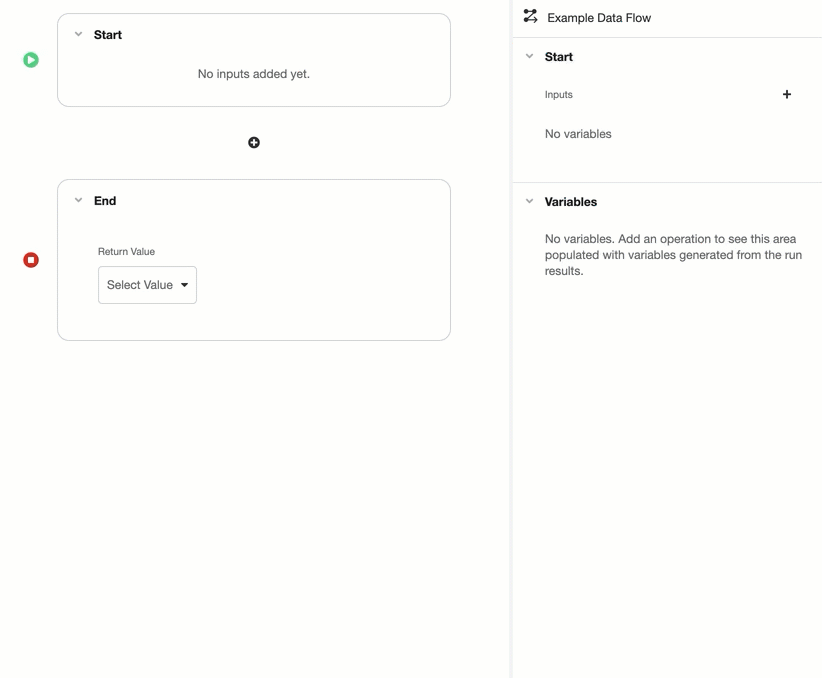 Start
No inputs added yet.
End
Return Value
Select Value
Example Data Flow
Start
Inputs
No variables
Variables
No variables. Add an operation to see this area
populated with variables generated from the run
results.